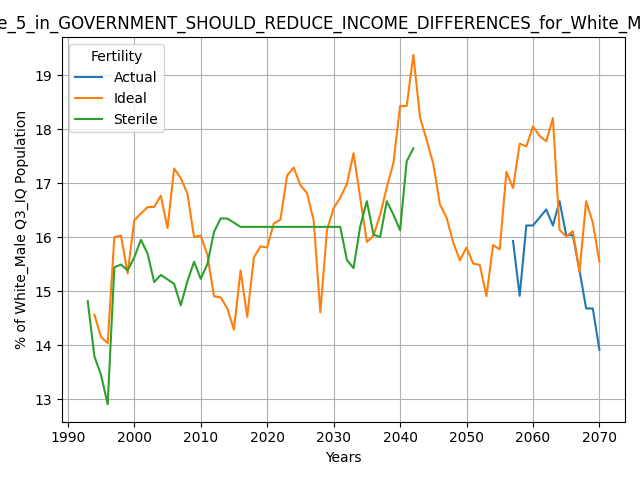 e_5_in_GOVERNMENT_SHOULD_REDUCE_INCOME_DIFFERENCES_for_White_M
Fertility
Actual
Ideal
Sterile
% of White_Male Q3_IQ Population
19
18
17
16
15
14
13
1990 2000 2010 2020 2030 2040 2050 2060 2070
Years